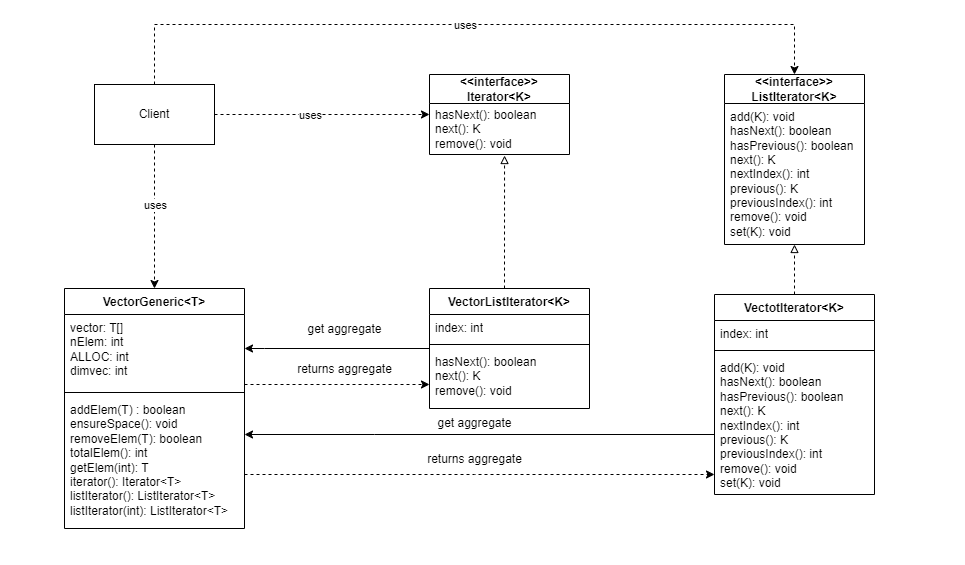 uses
Client
uses
<<interface>>
Iterator<K>
hasNext(): boolean
next(): K
remove(): void
<<interface>>
ListIterator<K>
add(K): void
hasNext(): boolean
hasPrevious(): boolean
next(): K
nextIndex(): int
previous(): K
previousIndex(): int
remove(): void
set(K): void
uses
VectorGeneric<T>
vector: T[]
nElem: int
ALLOC: int
dimvec: int
addElem(T) : boolean
ensureSpace(): void
removeElem(T): boolean
totalElem(): int
getElem(int): T
iterator(): Iterator<T>
listIterator(): ListIterator<T>
listIterator(int): ListIterator<T>
get aggregate
returns aggregate
VectorListIterator<K>
index: int
hasNext(): boolean
next(): K
remove(): void
get aggregate
returns aggregate
VectotIterator<K>
index: int
add(K): void
hasNext(): boolean
hasPrevious(): boolean
next(): K
nextIndex(): int
previous(): K
previousIndex(): int
remove(): void
set(K): void